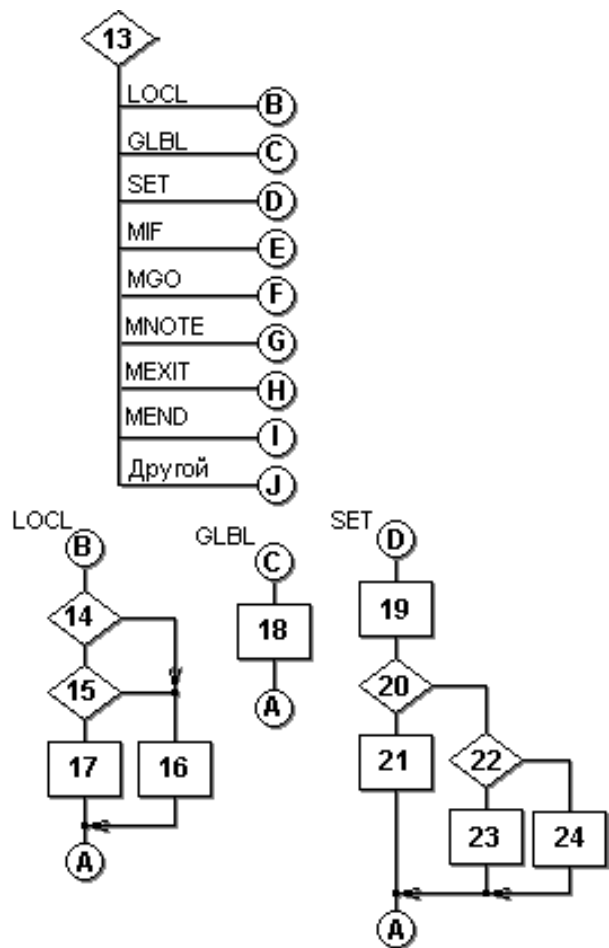 13
LOCL B
GLBL C
SET D
MIF E
MGO F
MNOTE G
MEXIT H
MEND I
Другой J
LOCL B
GLBL C
SET D
14
18
19
15
20
17 16
A
21 22
23 24
A
A